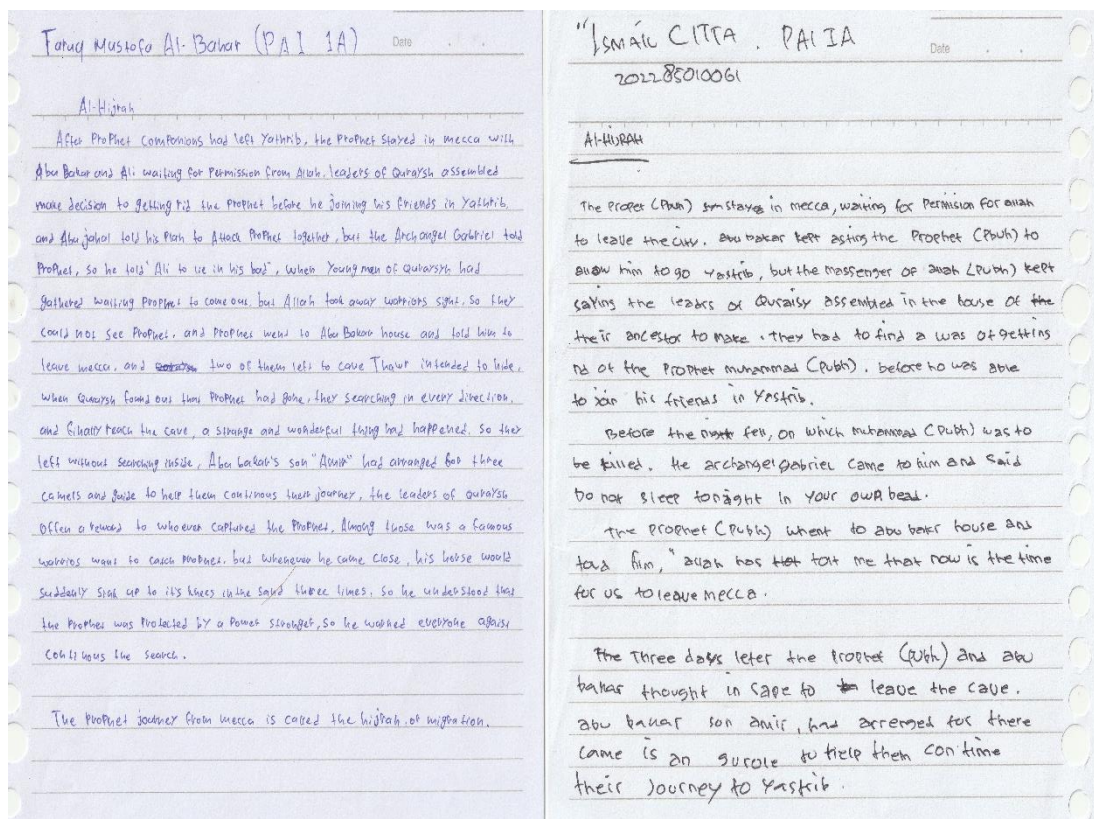 Faruq Mustofa Al-Bahar (PAI 1A)
Date
Al-Hijrah
After Prophet Companions had left Yathrib, the Prophet stayed in mecca with
Abu Bakar and Ali waiting for Permission from Allah. leaders of Quraysh assembled
make decision to getting rid the Prophet before he joining his friends in Yathrib.
and Abu jahal told his Plan to Attack Prophet together, but the Archangel Gabriel told
Prophet, so he told Ali to lie in his bed", when Young men of Quraysh had
gathered waiting Prophet to come out. but Allah took away warriors sight. So they
could not see Prophet. and Prophet went to Abu Bakar house and told him to
leave mecca. and two of them left to cave Thawr intended to hide,
when Quraysh found out that Prophet had gone, they searching in every direction.
and finally reach the cave, a strange and wonderful thing had happened. So they
left without searching inside, Abu bakar's son "Amir" had arranged for three
camels and guide to help them continous their journey, the leaders of quraysh
offen a reward to whoever captured the Prophet. Among those was a famous
warrios want to catch Prophet. but whenever he came close, his horse would
suddenly sink up to it's knees in the sand three times. So he understood that
the Prophet was Protected by a Power stronger, so he warned everyone agains
continous the search.
The Prophet journey from mecca is called the hijrah of migration.
"Ismail CITTA. PAI IA
Date
202285010061
Al-HIJRAH
The Proper (Pbuh) stayes in mecca, waiting for Permision for allah
to leave the city. abu bakar kept asting the Prophet (Pbuh) to
allow him to go Yastrib, but the massenger of allah (Pubh) kept
saying the leaders of Quraisy assembled in the house of the
their ancestor to make. they had to find a was of getting
rid of the Prophet muhammad (Pubh). before he was able
to join his friends in Yastrib.
Before the fell, on which muhammad (Pubh) was to
be killed. He archangel Gabriel came to him and said
Do not sleep tonight in your own bead.
The Prophet (Pubh) whent to abu bakr house and
told him, "allah has tolt me that now is the time
for us to leave mecca.
The Three days leter the Prophet (Pubh) and abu
bakar thought in sape to leave the cave.
abu bakar son amir, had arrenged for there
came is an to help them contime
their Journey to Yastrib.